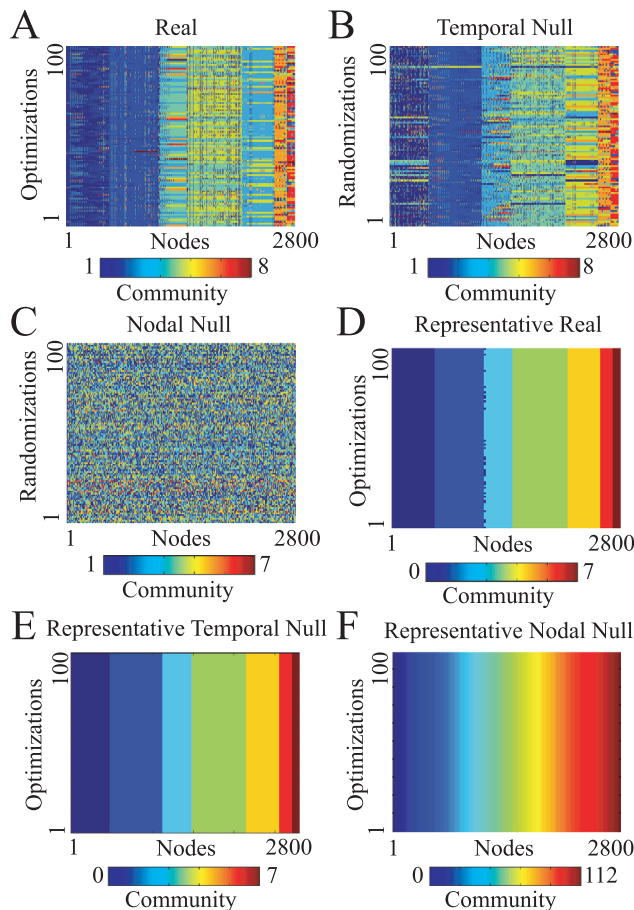 A Real
Optimizations
100
1
1 Nodes 2800
1 8
Community
B Temporal Null
Randomizations
100
1
1 Nodes 2800
1 8
Community
C Nodal Null
Randomizations
100
1
1 Nodes 2800
1 7
Community
D Representative Real
Optimizations
100
1
1 Nodes 2800
0 7
Community
E Representative Temporal Null
Optimizations
100
1
1 Nodes 2800
0 7
Community
F Representative Nodal Null
Optimizations
100
1
1 Nodes 2800
0 112
Community